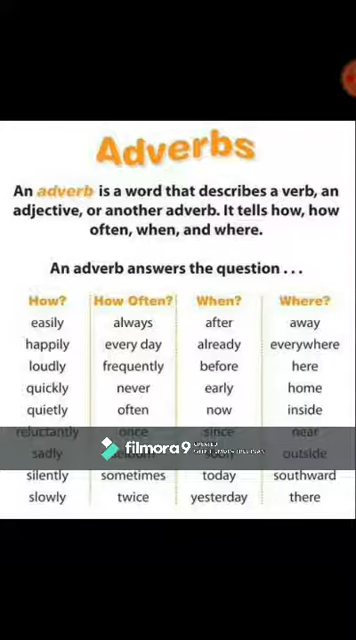 Adverbs
An adverb is a word that describes a verb, an
adjective, or another adverb. It tells how, how
often, when, and where.
An adverb answers the question . . .
How? How Often? When? Where?
easily always after away
happily every day already everywhere
loudly frequently before here
quickly never early home
quietly often now inside
reluctantly once since near
filmora9
sadly seldom soon outside
silently sometimes today southward
slowly twice yesterday there